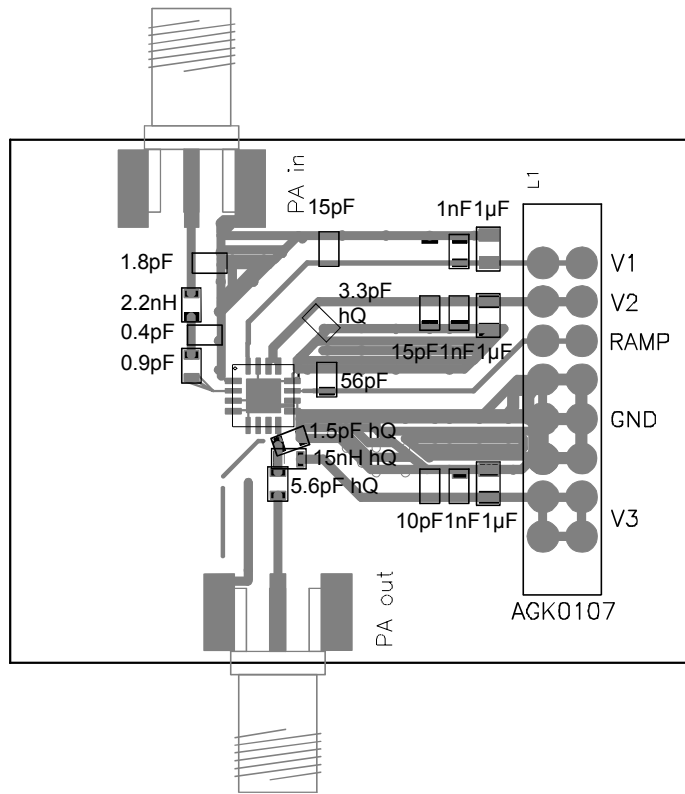 PA in
L1
15pF
1nF1µF
1.8pF
V1
2.2nH
3.3pF
hQ
V2
0.4pF
15pF1nF1µF
RAMP
0.9pF
56pF
GND
1.5pF hQ
15nH hQ
5.6pF hQ
10pF1nF1µF
V3
PA out
AGK0107